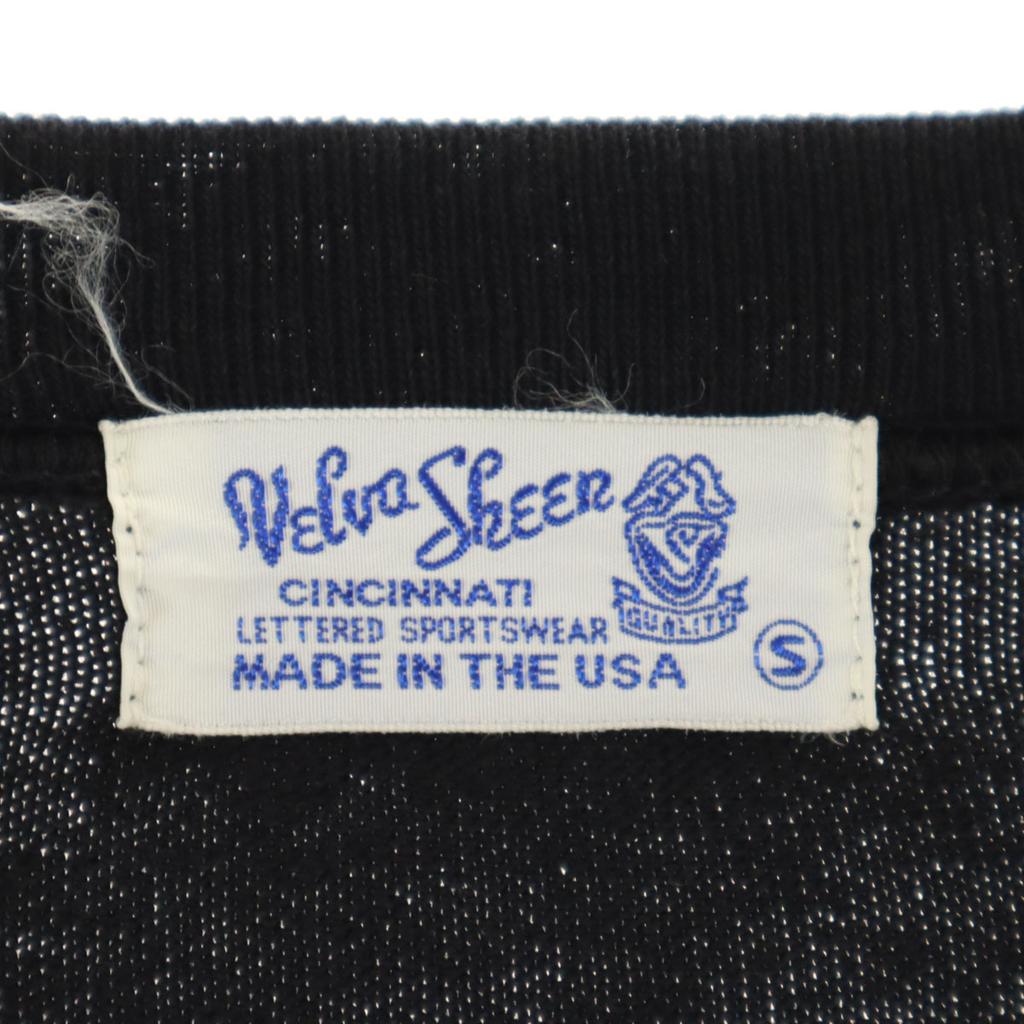 Velva Sheen
CINCINNATI
LETTERED SPORTSWEAR
MADE IN THE USA
QUALITY
S